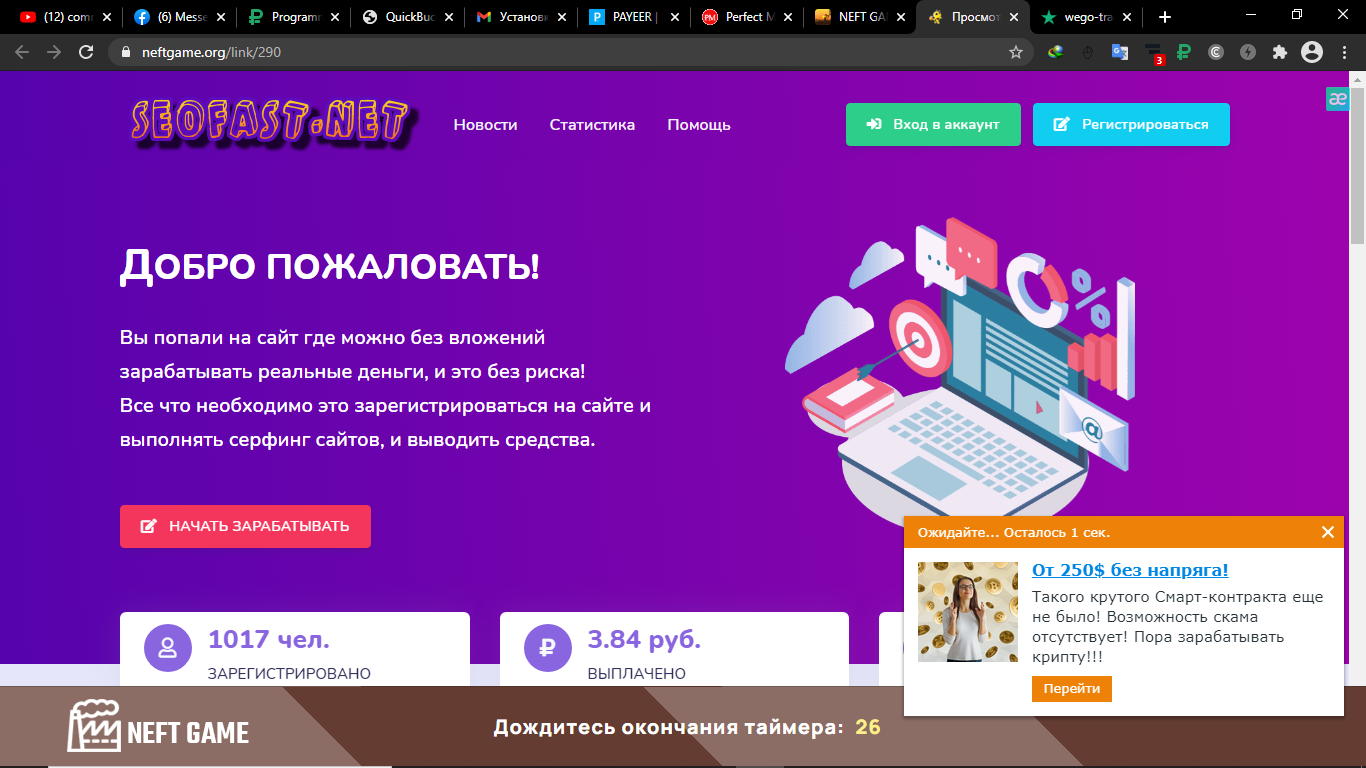 (12) comm
(6) Messe
Programm
QuickBuc
Установк
PAYEER |
Perfect M
NEFT GA
Просмот
wego-tra
neftgame.org/link/290
3
æ
SEOFAST.NET
Новости
Статистика
Помощь
Вход в аккаунт
Регистрироваться
Добро пожаловать!
Вы попали на сайт где можно без вложений
зарабатывать реальные деньги, и это без риска!
Все что необходимо это зарегистрироваться на сайте и
выполнять серфинг сайтов, и выводить средства.
НАЧАТЬ ЗАРАБАТЫВАТЬ
1017 чел.
ЗАРЕГИСТРИРОВАНО
3.84 руб.
ВЫПЛАЧЕНО
Ожидайте... Осталось 1 сек.
От 250$ без напряга!
Такого крутого Смарт-контракта еще
не было! Возможность скама
отсутствует! Пора зарабатывать
крипту!!!
Перейти
NEFT GAME
Дождитесь окончания таймера: 26